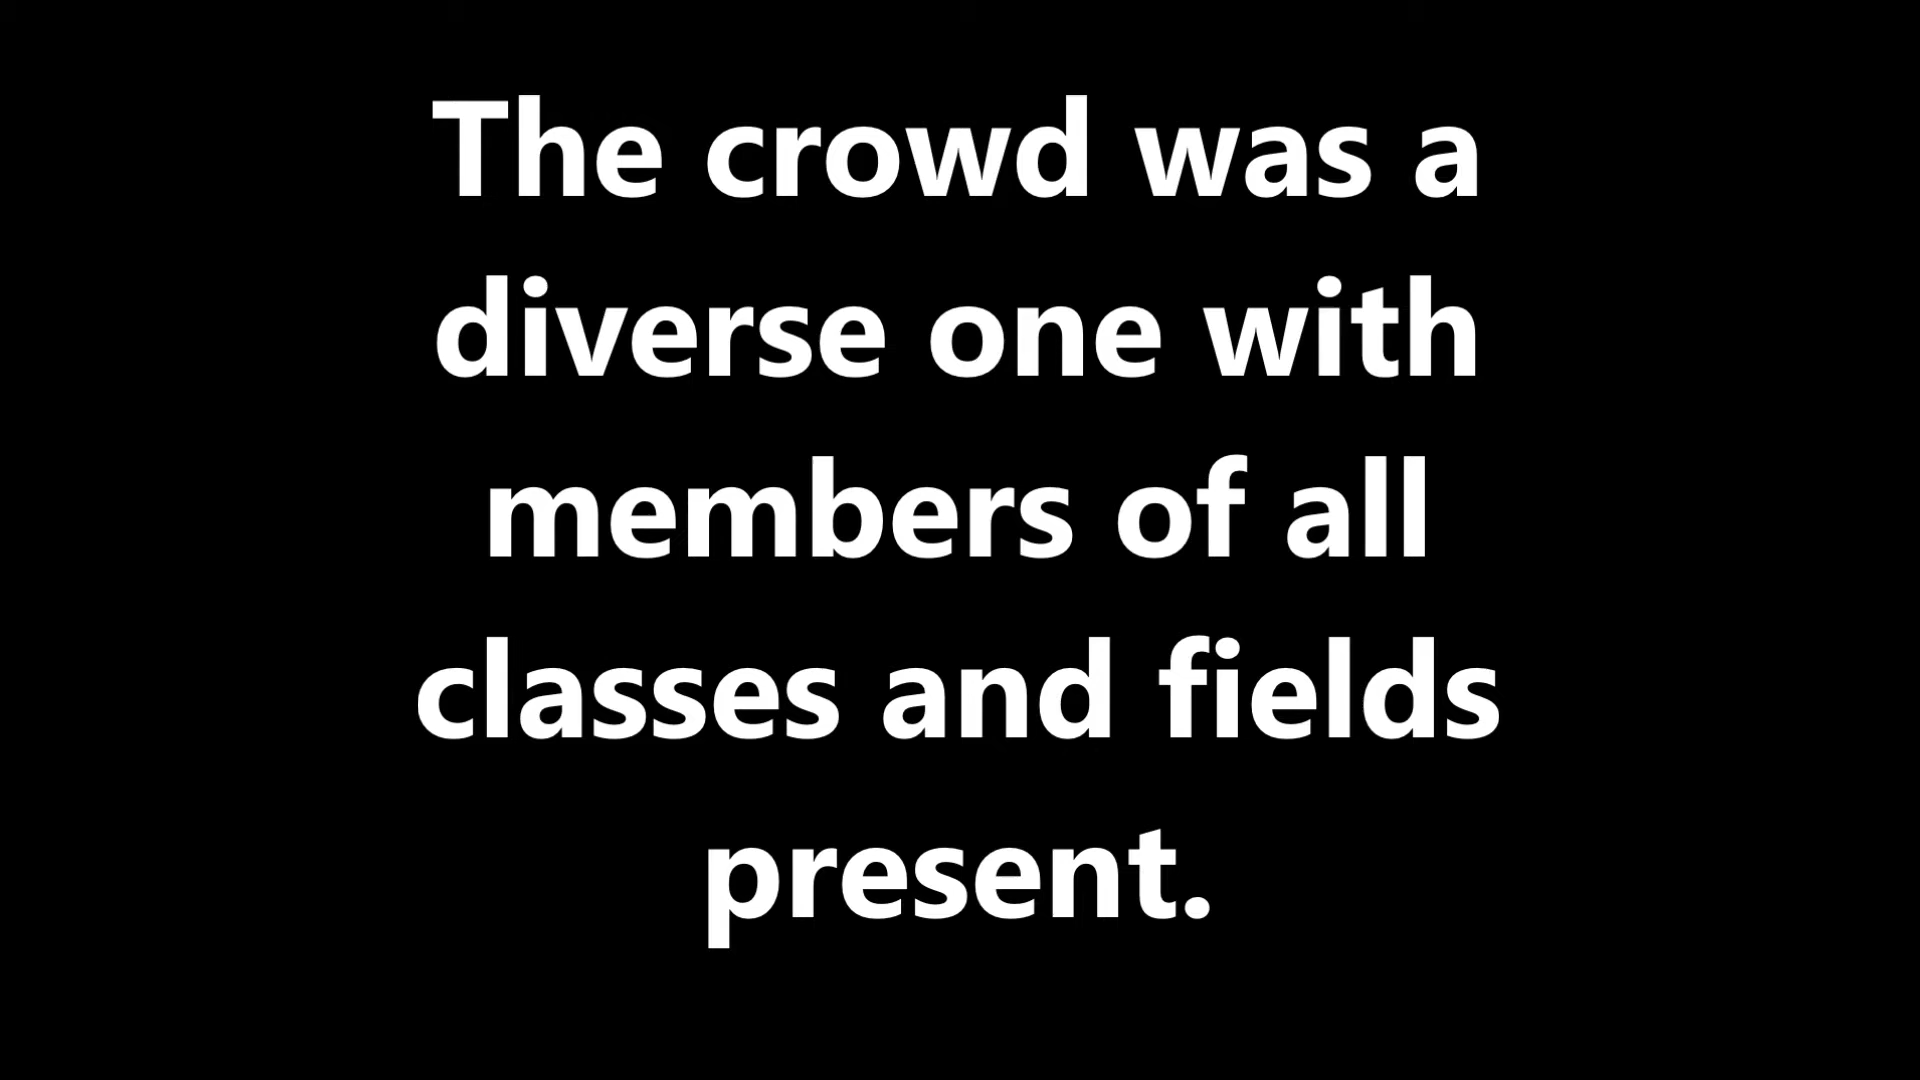 The crowd was a
diverse one with
members of all
classes and fields
present.